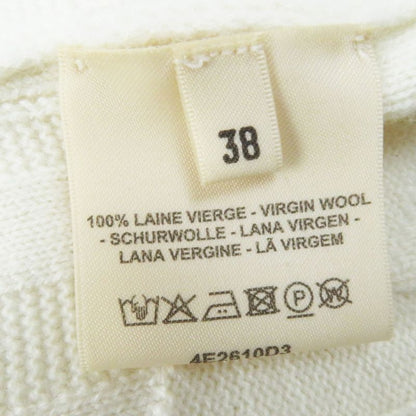 38
100% LAINE VIERGE - VIRGIN WOOL
- SCHURWOLLE - LANA VIRGEN -
LANA VERGINE - LÃ VIRGEM
P W
4E2610D3